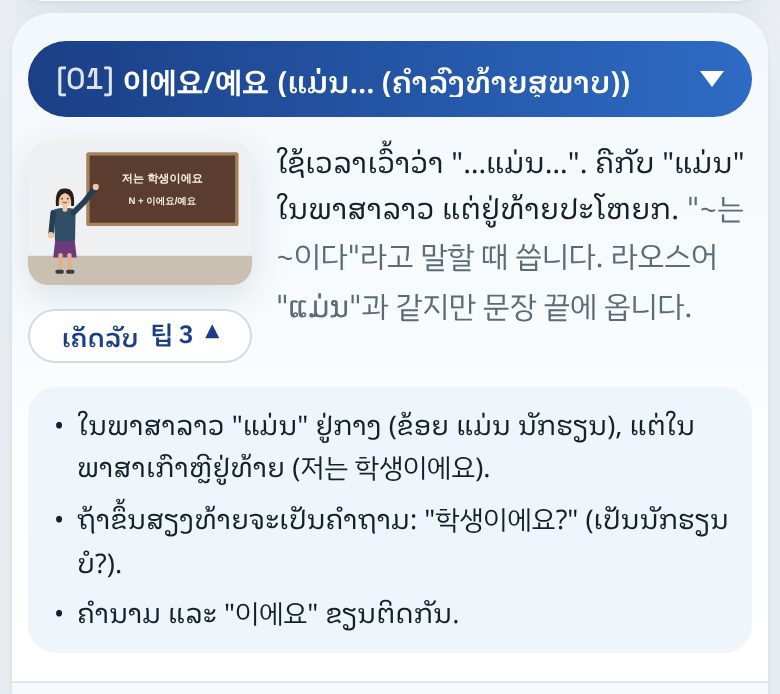 [01] 이에요/예요 (ແມ່ນ... (ຄຳລົງທ້າຍສຸພາບ)) ▼
저는 학생이에요
N + 이에요/예요
ໃຊ້ເວລາເວົ້າວ່າ "...ແມ່ນ...". ຄືກັບ "ແມ່ນ"
ໃນພາສາລາວ ແຕ່ຢູ່ທ້າຍປະໂຫຍກ. "~는
~이다"라고 말할 때 씁니다. 라오스어
"ແມ່ນ"과 같지만 문장 끝에 옵니다.
ເຄັດລັບ 팁 3 ▲
• ໃນພາສາລາວ "ແມ່ນ" ຢູ່ກາງ (ຂ້ອຍ ແມ່ນ ນັກຮຽນ), ແຕ່ໃນ
ພາສາເກົາຫຼີຢູ່ທ້າຍ (저는 학생이에요).
• ຖ້າຂຶ້ນສຽງທ້າຍຈະເປັນຄຳຖາມ: "학생이에요?" (ເປັນນັກຮຽນ
ບໍ?).
• ຄຳນາມ ແລະ "이에요" ຂຽນຕິດກັນ.